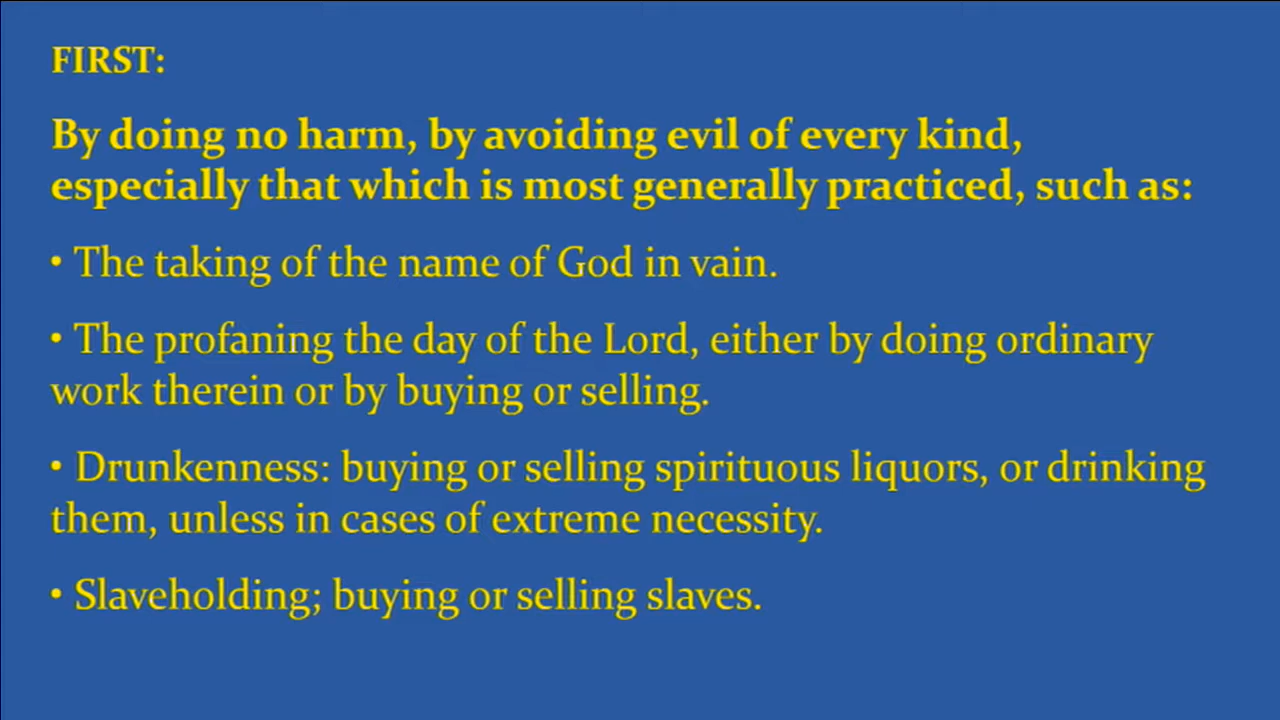 FIRST:
By doing no harm, by avoiding evil of every kind,
especially that which is most generally practiced, such as:
• The taking of the name of God in vain.
• The profaning the day of the Lord, either by doing ordinary
work therein or by buying or selling.
• Drunkenness: buying or selling spirituous liquors, or drinking
them, unless in cases of extreme necessity.
• Slaveholding; buying or selling slaves.